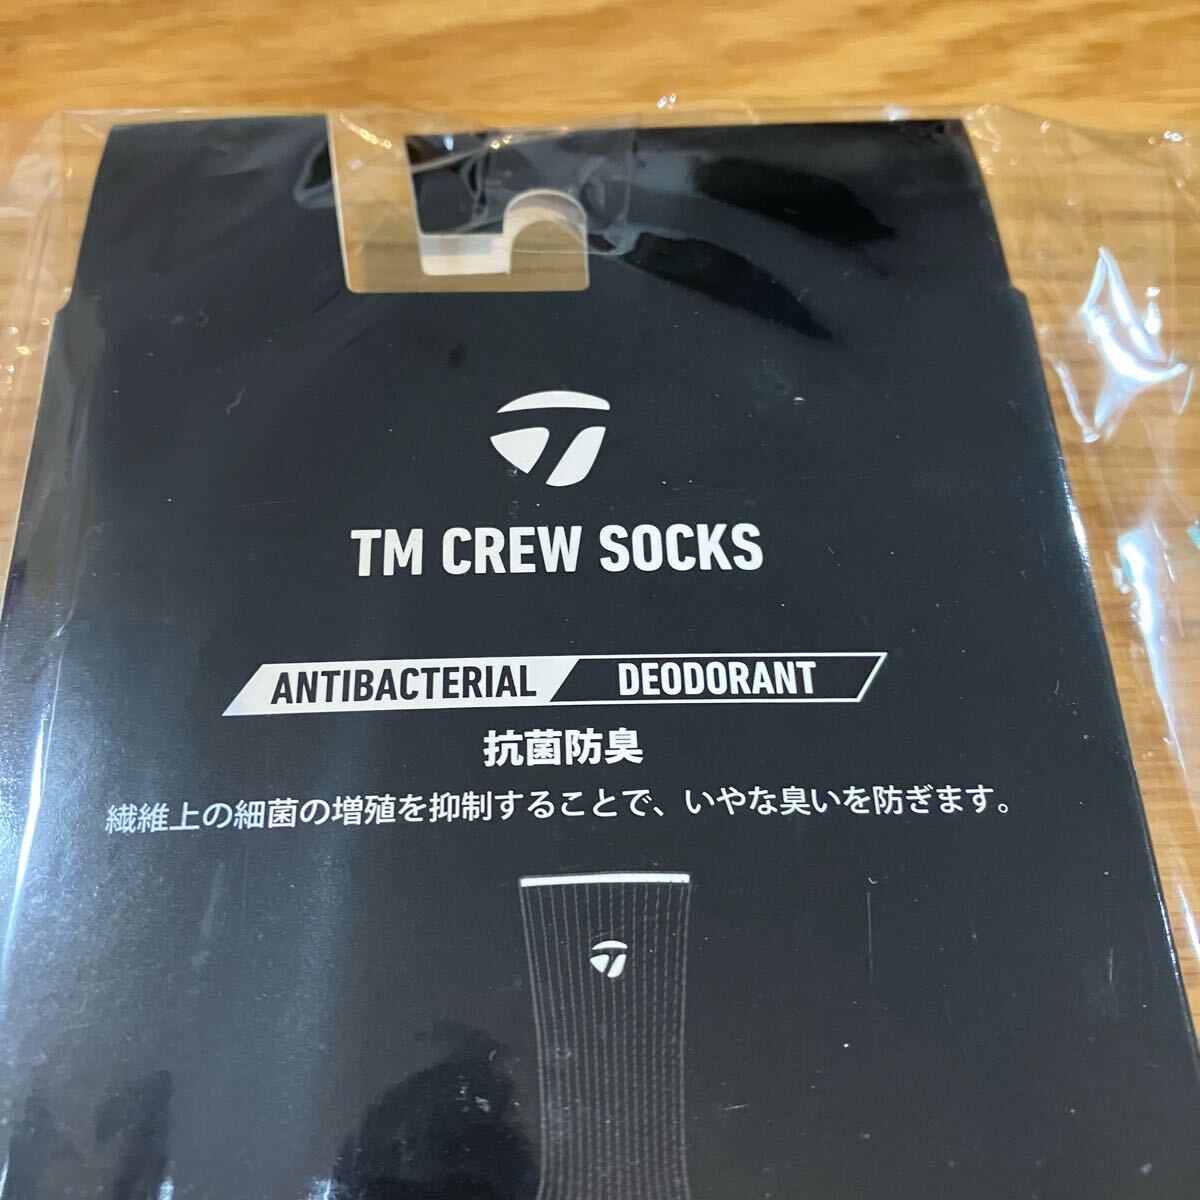 TM CREW SOCKS
ANTIBACTERIAL DEODORANT
抗菌防臭
繊維上の細菌の増殖を抑制することで、いやな臭いを防ぎます。